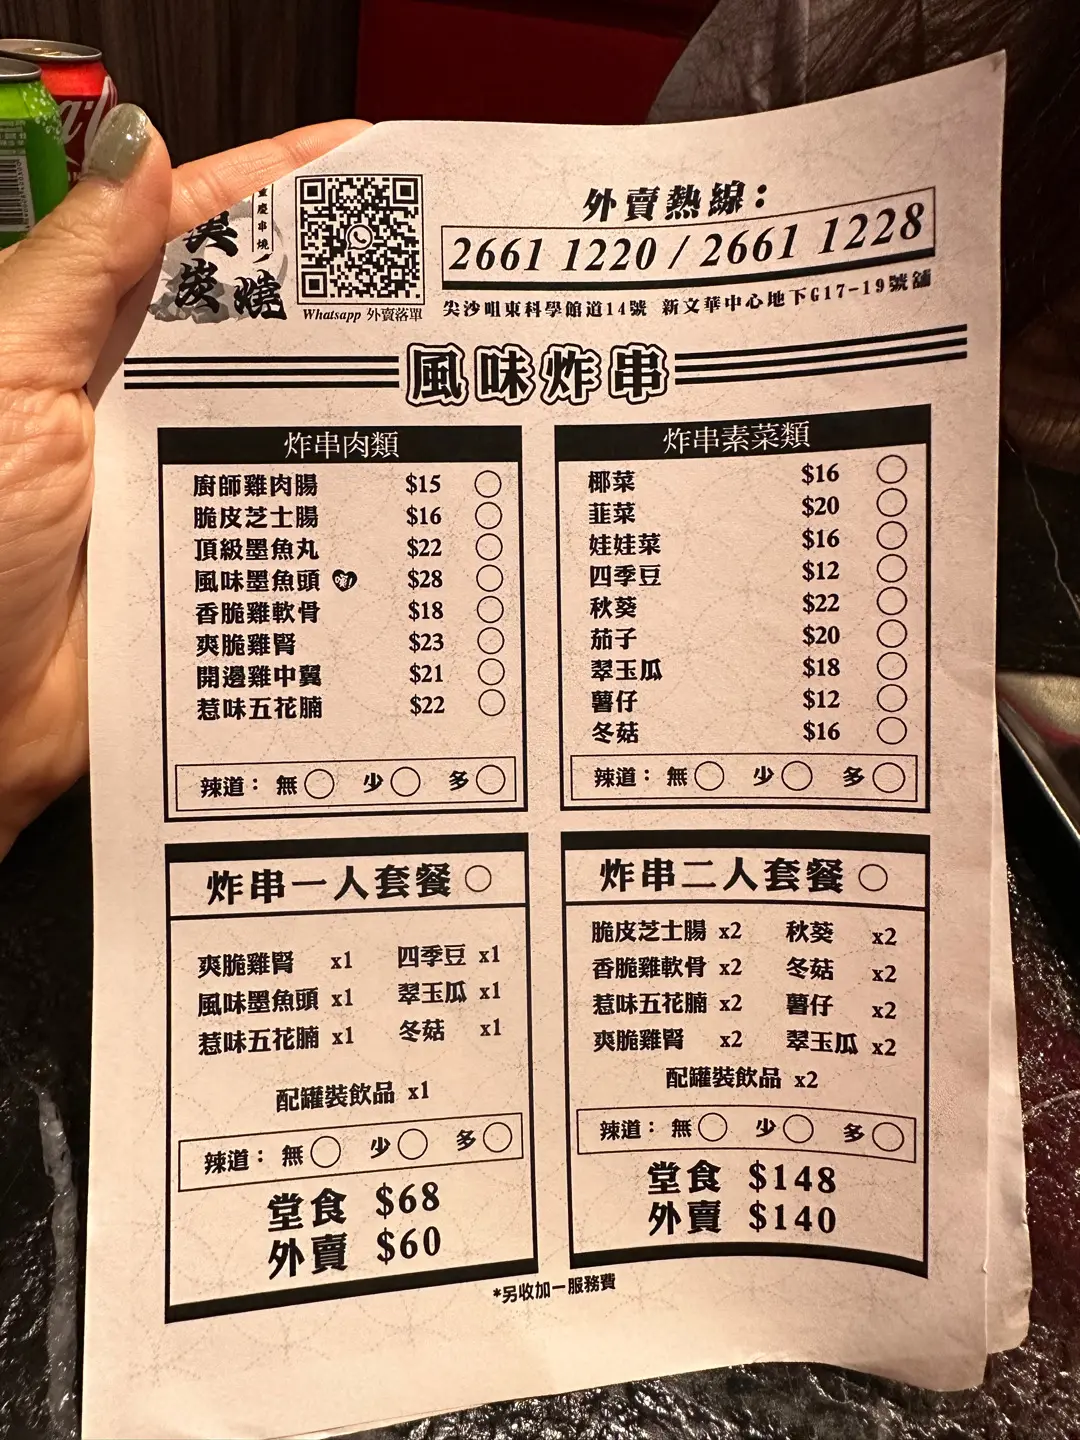 重慶串燒
炭燒
Whatsapp 外賣落單
外賣熱線：
2661 1220 / 2661 1228
尖沙咀東科學館道14號 新文華中心地下G17-19號舖
風味炸串
炸串肉類
廚師雞肉腸 $15
脆皮芝士腸 $16
頂級墨魚丸 $22
風味墨魚頭 $28
香脆雞軟骨 $18
爽脆雞腎 $23
開邊雞中翼 $21
惹味五花腩 $22
辣道： 無 少 多
炸串素菜類
椰菜 $16
韮菜 $20
娃娃菜 $16
四季豆 $12
秋葵 $22
茄子 $20
翠玉瓜 $18
薯仔 $12
冬菇 $16
辣道： 無 少 多
炸串一人套餐
爽脆雞腎 x1 四季豆 x1
風味墨魚頭 x1 翠玉瓜 x1
惹味五花腩 x1 冬菇 x1
配罐裝飲品 x1
辣道： 無 少 多
堂食 $68
外賣 $60
炸串二人套餐
脆皮芝士腸 x2 秋葵 x2
香脆雞軟骨 x2 冬菇 x2
惹味五花腩 x2 薯仔 x2
爽脆雞腎 x2 翠玉瓜 x2
配罐裝飲品 x2
辣道： 無 少 多
堂食 $148
外賣 $140
*另收加一服務費